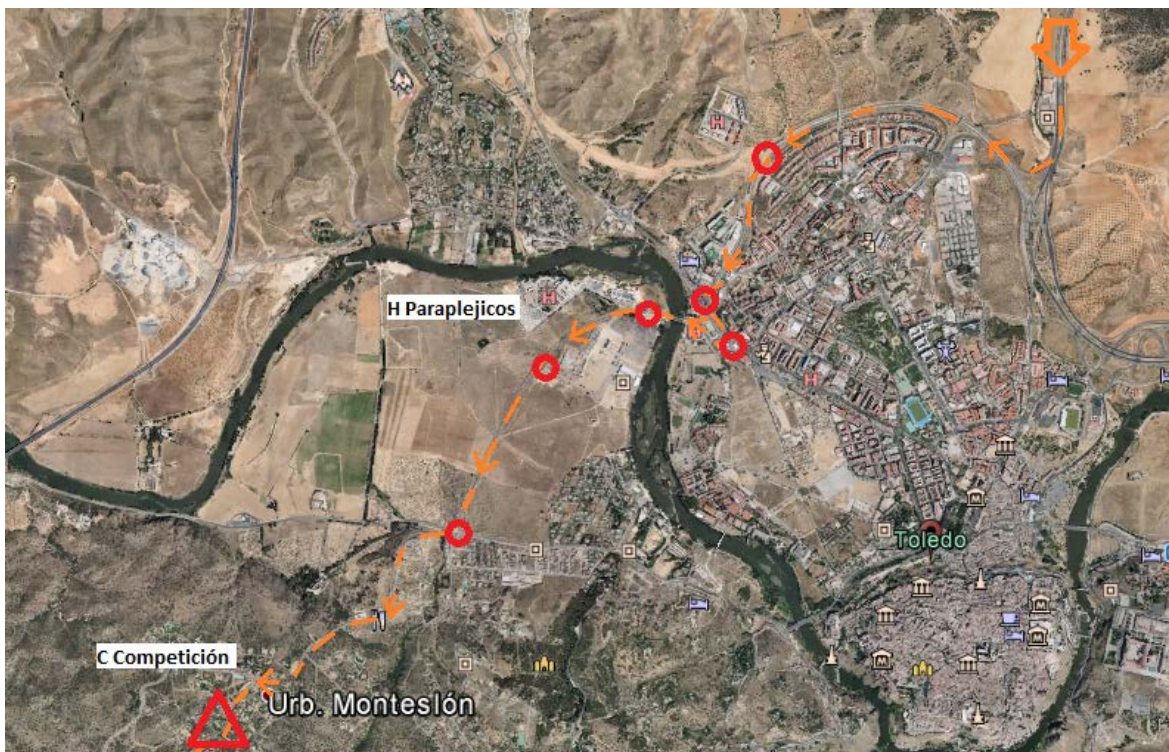 H
H Paraplejicos
H
H
H
Toledo
C Competición
Urb. Monteslón